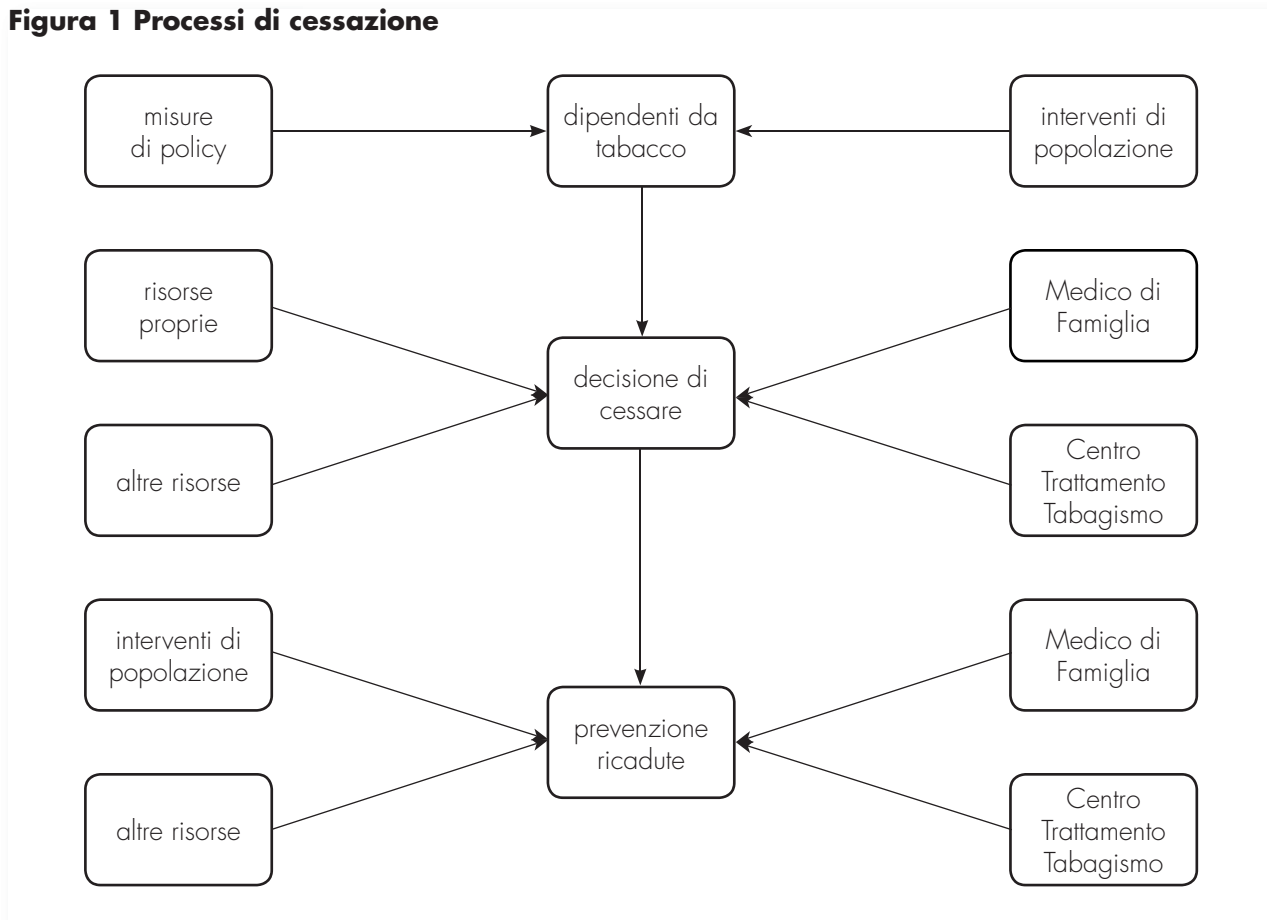 Figura 1 Processi di cessazione
misure
di policy
dipendenti da
tabacco
interventi di
popolazione
risorse
proprie
Medico di
Famiglia
decisione di
cessare
altre risorse
Centro
Trattamento
Tabagismo
interventi di
popolazione
Medico di
Famiglia
prevenzione
ricadute
altre risorse
Centro
Trattamento
Tabagismo